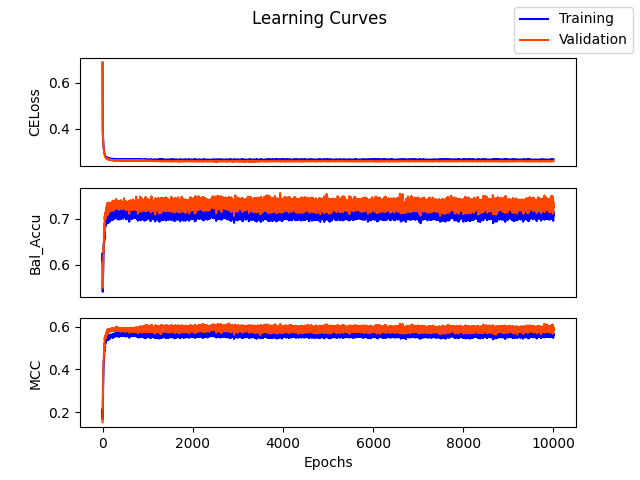 Learning Curves
Training
Validation
CELoss
0.6
0.4
Bal_Accu
0.7
0.6
MCC
0.6
0.4
0.2
0 2000 4000 6000 8000 10000
Epochs